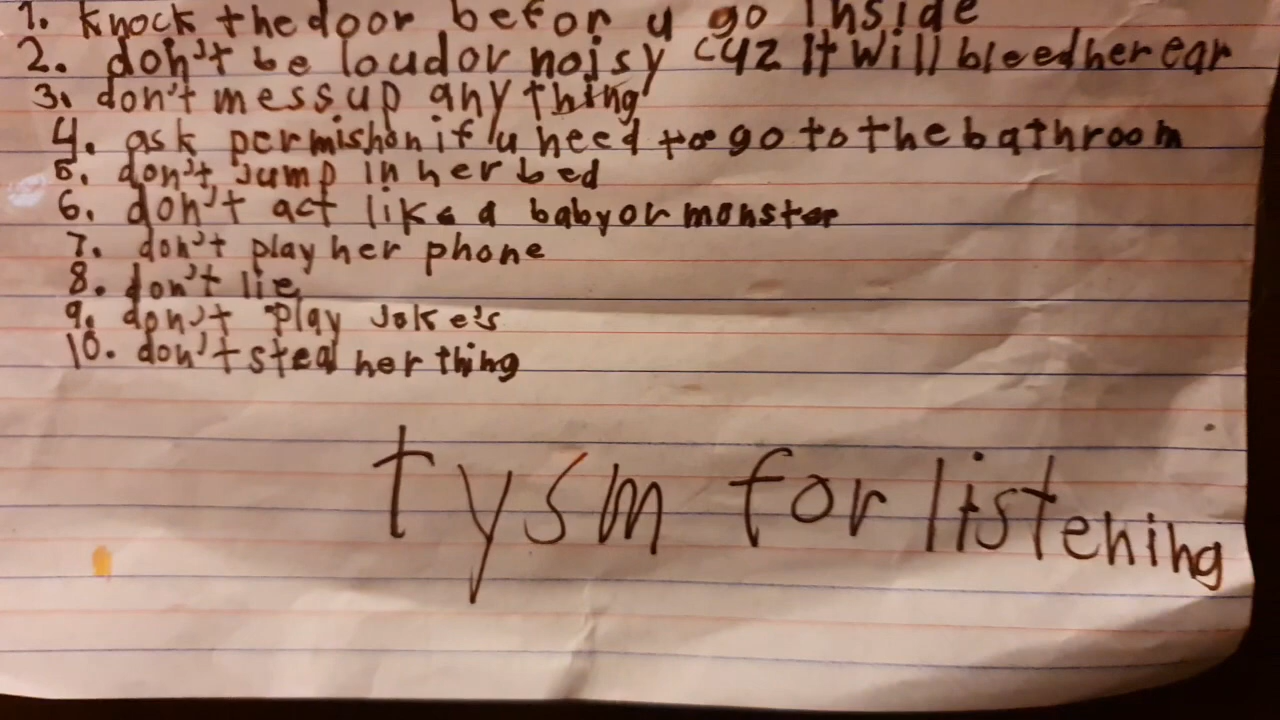 1. knock the door befor u go inside
2. don't be loud or noisy cuz It Will bleed her ear
3. don't mess up anything
4. ask permishon if u need to go to the bathroom
5. don't Jump in her bed
6. don't act like a baby or monster
7. don't play her phone
8. don't lie
9. don't Play Joke's
10. don't steal her thing
tysm for listening